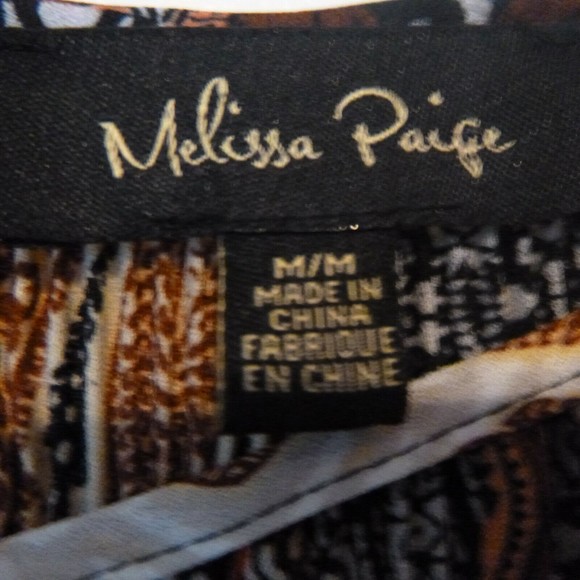 Melissa Paige
M/M
MADE IN
CHINA
FABRIQUE
EN CHINE